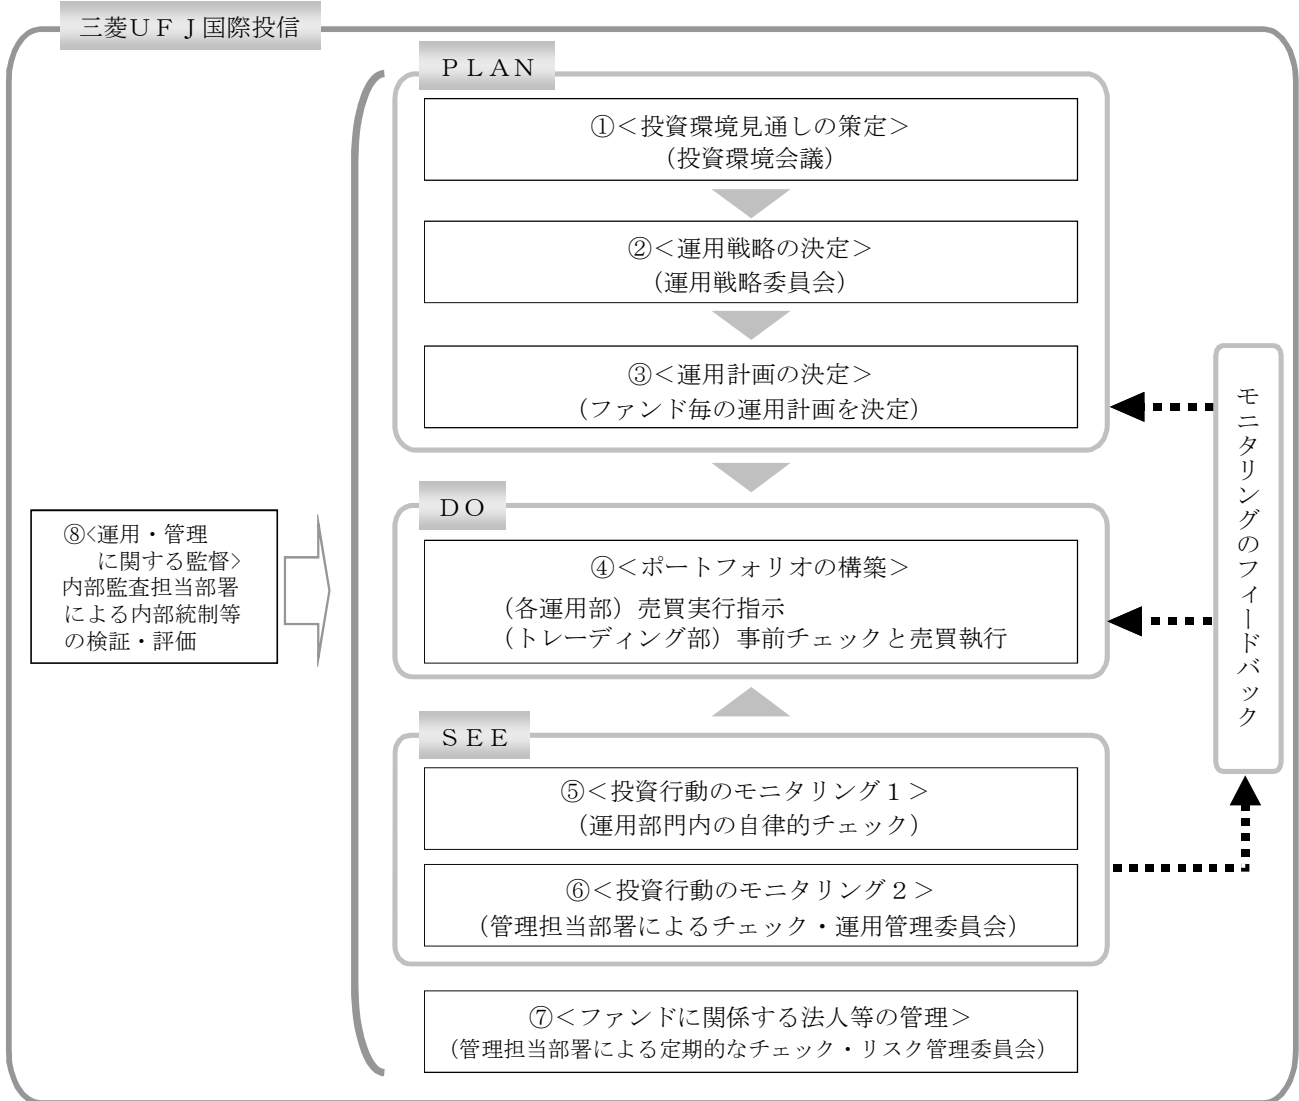 三菱ＵＦＪ国際投信
ＰＬＡＮ
①＜投資環境見通しの策定＞
（投資環境会議）
②＜運用戦略の決定＞
（運用戦略委員会）
③＜運用計画の決定＞
（ファンド毎の運用計画を決定）
ＤＯ
④＜ポートフォリオの構築＞
（各運用部）売買実行指示
（トレーディング部）事前チェックと売買執行
ＳＥＥ
⑤＜投資行動のモニタリング１＞
（運用部門内の自律的チェック）
⑥＜投資行動のモニタリング２＞
（管理担当部署によるチェック・運用管理委員会）
⑦＜ファンドに関係する法人等の管理＞
（管理担当部署による定期的なチェック・リスク管理委員会）
⑧<運用・管理
に関する監督>
内部監査担当部署
による内部統制等
の検証・評価
モニタリングのフィードバック